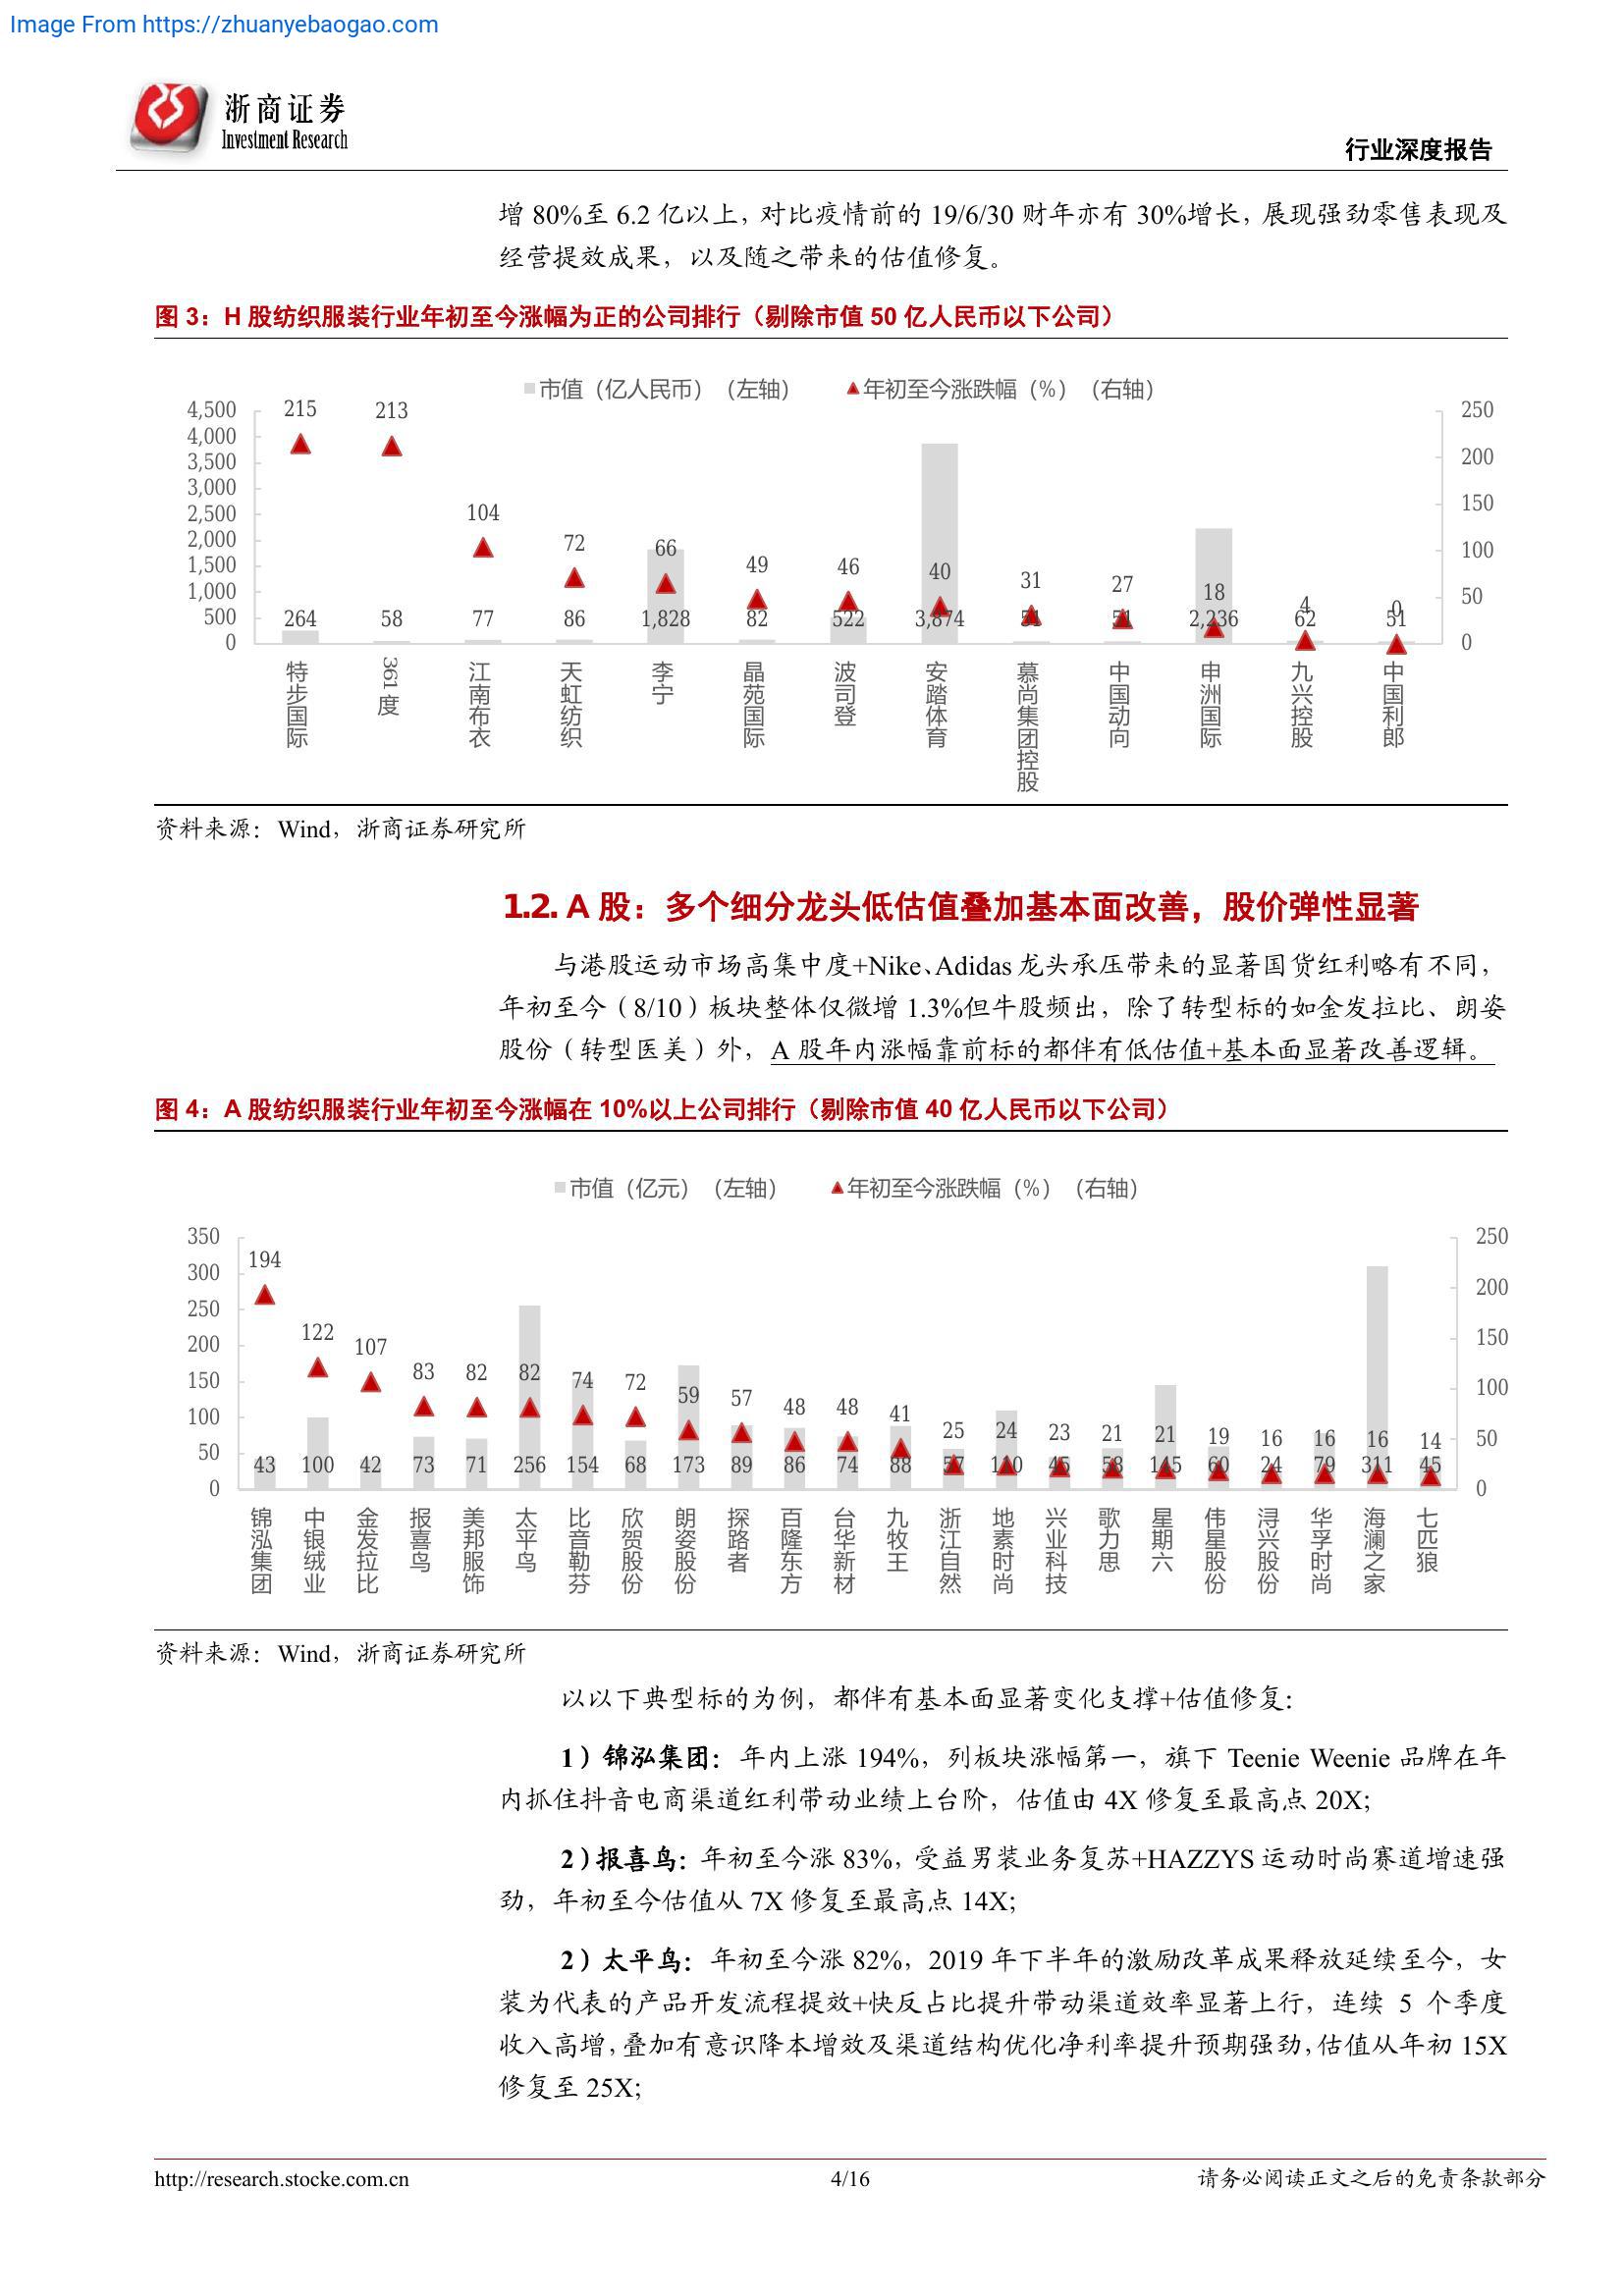 Image From https://zhuanyebaogao.com
浙商证券
Investment Research
行业深度报告
增 80%至 6.2 亿以上，对比疫情前的 19/6/30 财年亦有 30%增长，展现强劲零售表现及
经营提效成果，以及随之带来的估值修复。
图 3：H 股纺织服装行业年初至今涨幅为正的公司排行（剔除市值 50 亿人民币以下公司）
市值（亿人民币）（左轴） 年初至今涨跌幅（%）（右轴）
4,500
4,000
3,500
3,000
2,500
2,000
1,500
1,000
500
0
215 213 104 72 66 49 46 40 31 27 18 4 0
264 58 77 86 1,828 82 522 3,874 51 51 2,236 62 51
250
200
150
100
50
0
特步国际 361度 江南布衣 天虹纺织 李宁 晶苑国际 波司登 安踏体育 慕尚集团控股 中国动向 申洲国际 九兴控股 中国利郎
资料来源：Wind，浙商证券研究所
1.2. A 股：多个细分龙头低估值叠加基本面改善，股价弹性显著
与港股运动市场高集中度+Nike、Adidas 龙头承压带来的显著国货红利略有不同，
年初至今（8/10）板块整体仅微增 1.3%但牛股频出，除了转型标的如金发拉比、朗姿
股份（转型医美）外，A 股年内涨幅靠前标的都伴有低估值+基本面显著改善逻辑。
图 4：A 股纺织服装行业年初至今涨幅在 10%以上公司排行（剔除市值 40 亿人民币以下公司）
市值（亿元）（左轴） 年初至今涨跌幅（%）（右轴）
350
300
250
200
150
100
50
0
194 122 107 83 82 82 74 72 59 57 48 48 41 25 24 23 21 21 19 16 16 16 14
43 100 42 73 71 256 154 68 173 89 86 74 88 57 110 45 58 145 60 24 79 311 45
250
200
150
100
50
0
锦泓集团 中银绒业 金发拉比 报喜鸟 美邦服饰 太平鸟 比音勒芬 欣贺股份 朗姿股份 探路者 百隆东方 台华新材 九牧王 浙江自然 地素时尚 兴业科技 歌力思 星期六 伟星股份 浔兴股份 华孚时尚 海澜之家 七匹狼
资料来源：Wind，浙商证券研究所
以以下典型标的为例，都伴有基本面显著变化支撑+估值修复：
1）锦泓集团：年内上涨 194%，列板块涨幅第一，旗下 Teenie Weenie 品牌在年
内抓住抖音电商渠道红利带动业绩上台阶，估值由 4X 修复至最高点 20X;
2）报喜鸟：年初至今涨 83%，受益男装业务复苏+HAZZYS 运动时尚赛道增速强
劲，年初至今估值从 7X 修复至最高点 14X;
2）太平鸟：年初至今涨 82%，2019 年下半年的激励改革成果释放延续至今，女
装为代表的产品开发流程提效+快反占比提升带动渠道效率显著上行，连续 5 个季度
收入高增，叠加有意识降本增效及渠道结构优化净利率提升预期强劲，估值从年初 15X
修复至 25X;
http://research.stocke.com.cn
4/16
请务必阅读正文之后的免责条款部分